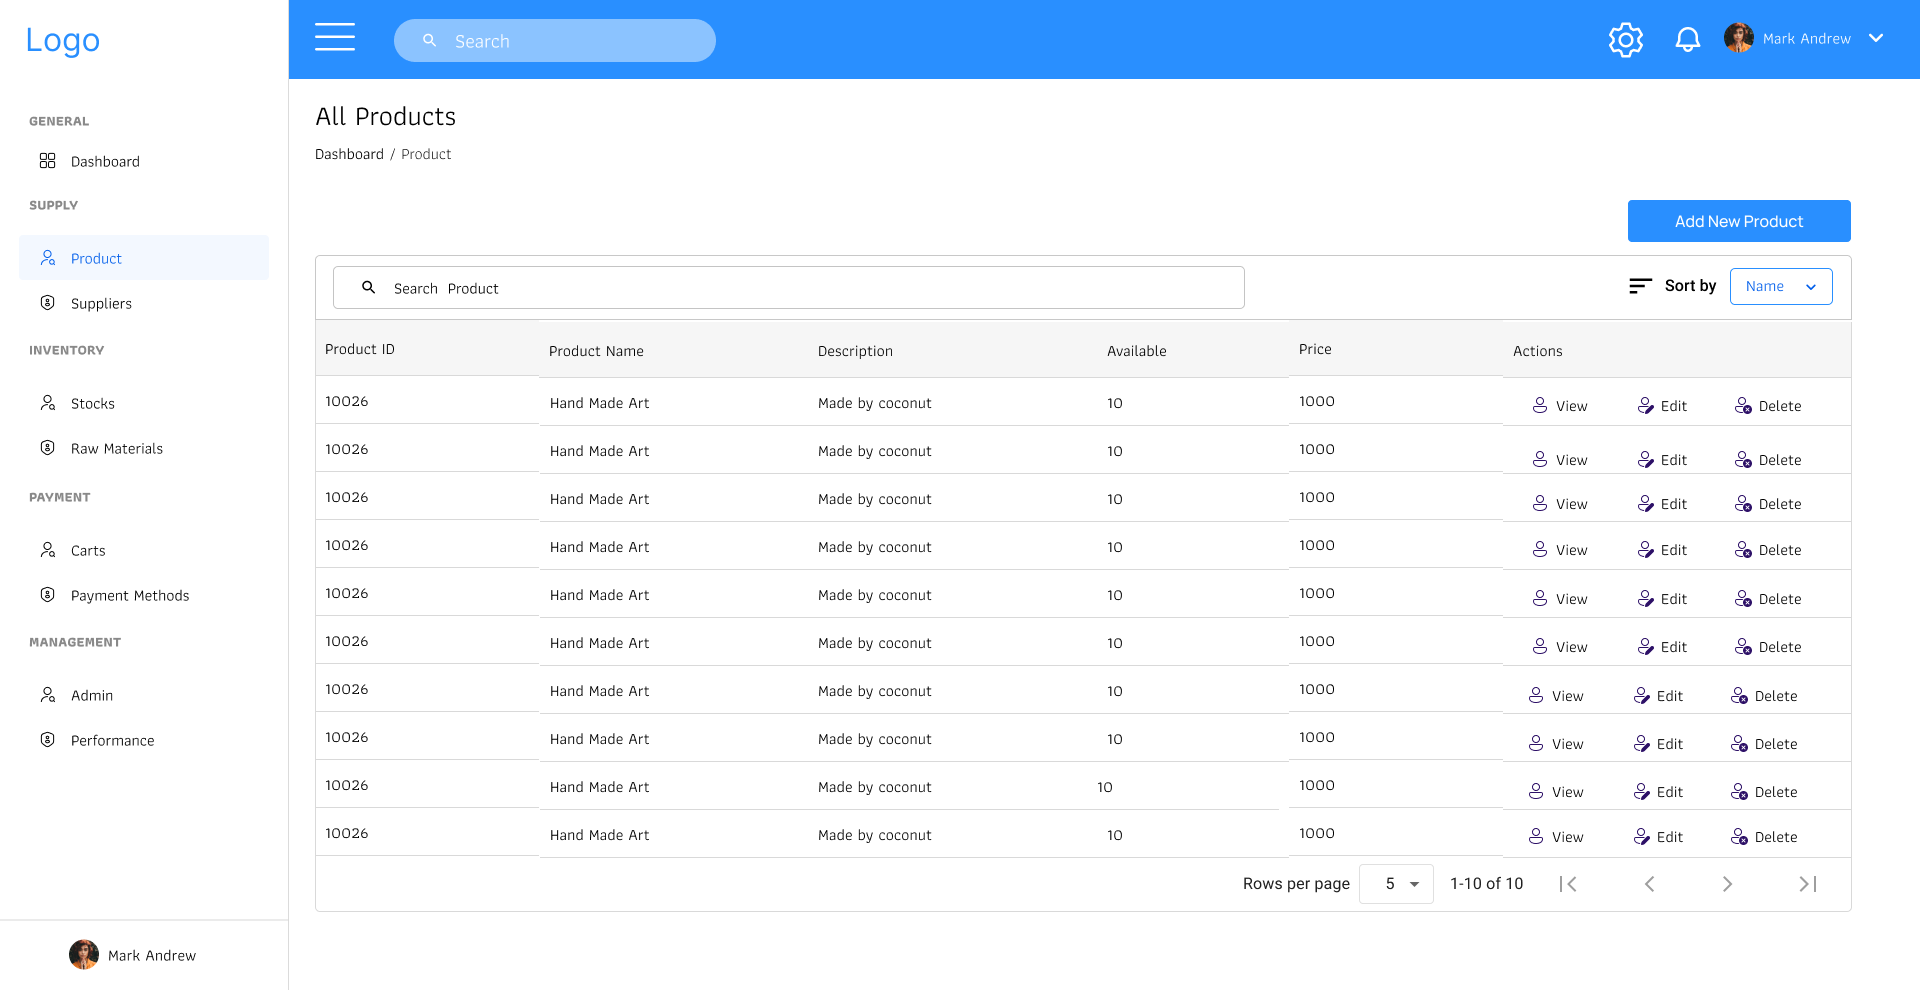 Logo
Search
Mark Andrew
GENERAL
Dashboard
SUPPLY
Product
Suppliers
INVENTORY
Stocks
Raw Materials
PAYMENT
Carts
Payment Methods
MANAGEMENT
Admin
Performance
Mark Andrew
All Products
Dashboard / Product
Add New Product
Search Product
Sort by Name
Product ID Product Name Description Available Price Actions
10026 Hand Made Art Made by coconut 10 1000 View Edit Delete
10026 Hand Made Art Made by coconut 10 1000 View Edit Delete
10026 Hand Made Art Made by coconut 10 1000 View Edit Delete
10026 Hand Made Art Made by coconut 10 1000 View Edit Delete
10026 Hand Made Art Made by coconut 10 1000 View Edit Delete
10026 Hand Made Art Made by coconut 10 1000 View Edit Delete
10026 Hand Made Art Made by coconut 10 1000 View Edit Delete
10026 Hand Made Art Made by coconut 10 1000 View Edit Delete
10026 Hand Made Art Made by coconut 10 1000 View Edit Delete
10026 Hand Made Art Made by coconut 10 1000 View Edit Delete
Rows per page 5 1-10 of 10